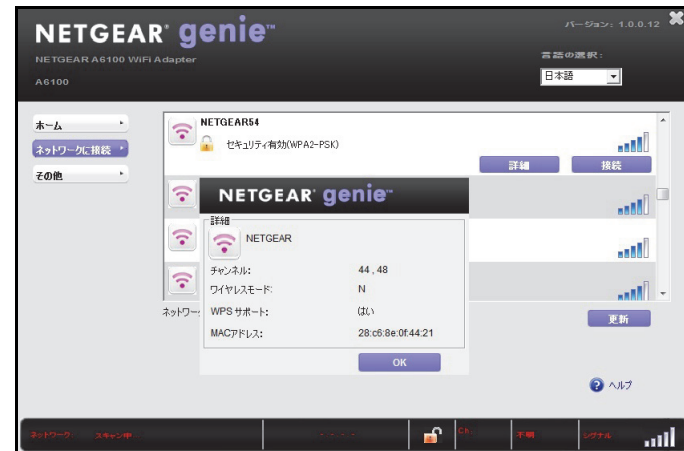 NETGEAR® genie™
バージョン: 1.0.0.12
NETGEAR A6100 WiFi Adapter
言語の選択:
A6100
日本語
ホーム
ネットワークに接続
その他
NETGEAR54
セキュリティ有効(WPA2-PSK)
詳細
接続
NETGEAR® genie™
詳細
NETGEAR
チャンネル: 44 , 48
ワイヤレスモード: N
WPS サポート: はい
MACアドレス: 28:c6:8e:0f:44:21
OK
ネットワー
更新
ヘルプ
ネットワーク スキャン中
- - - -
Ch.
不明
シグナル